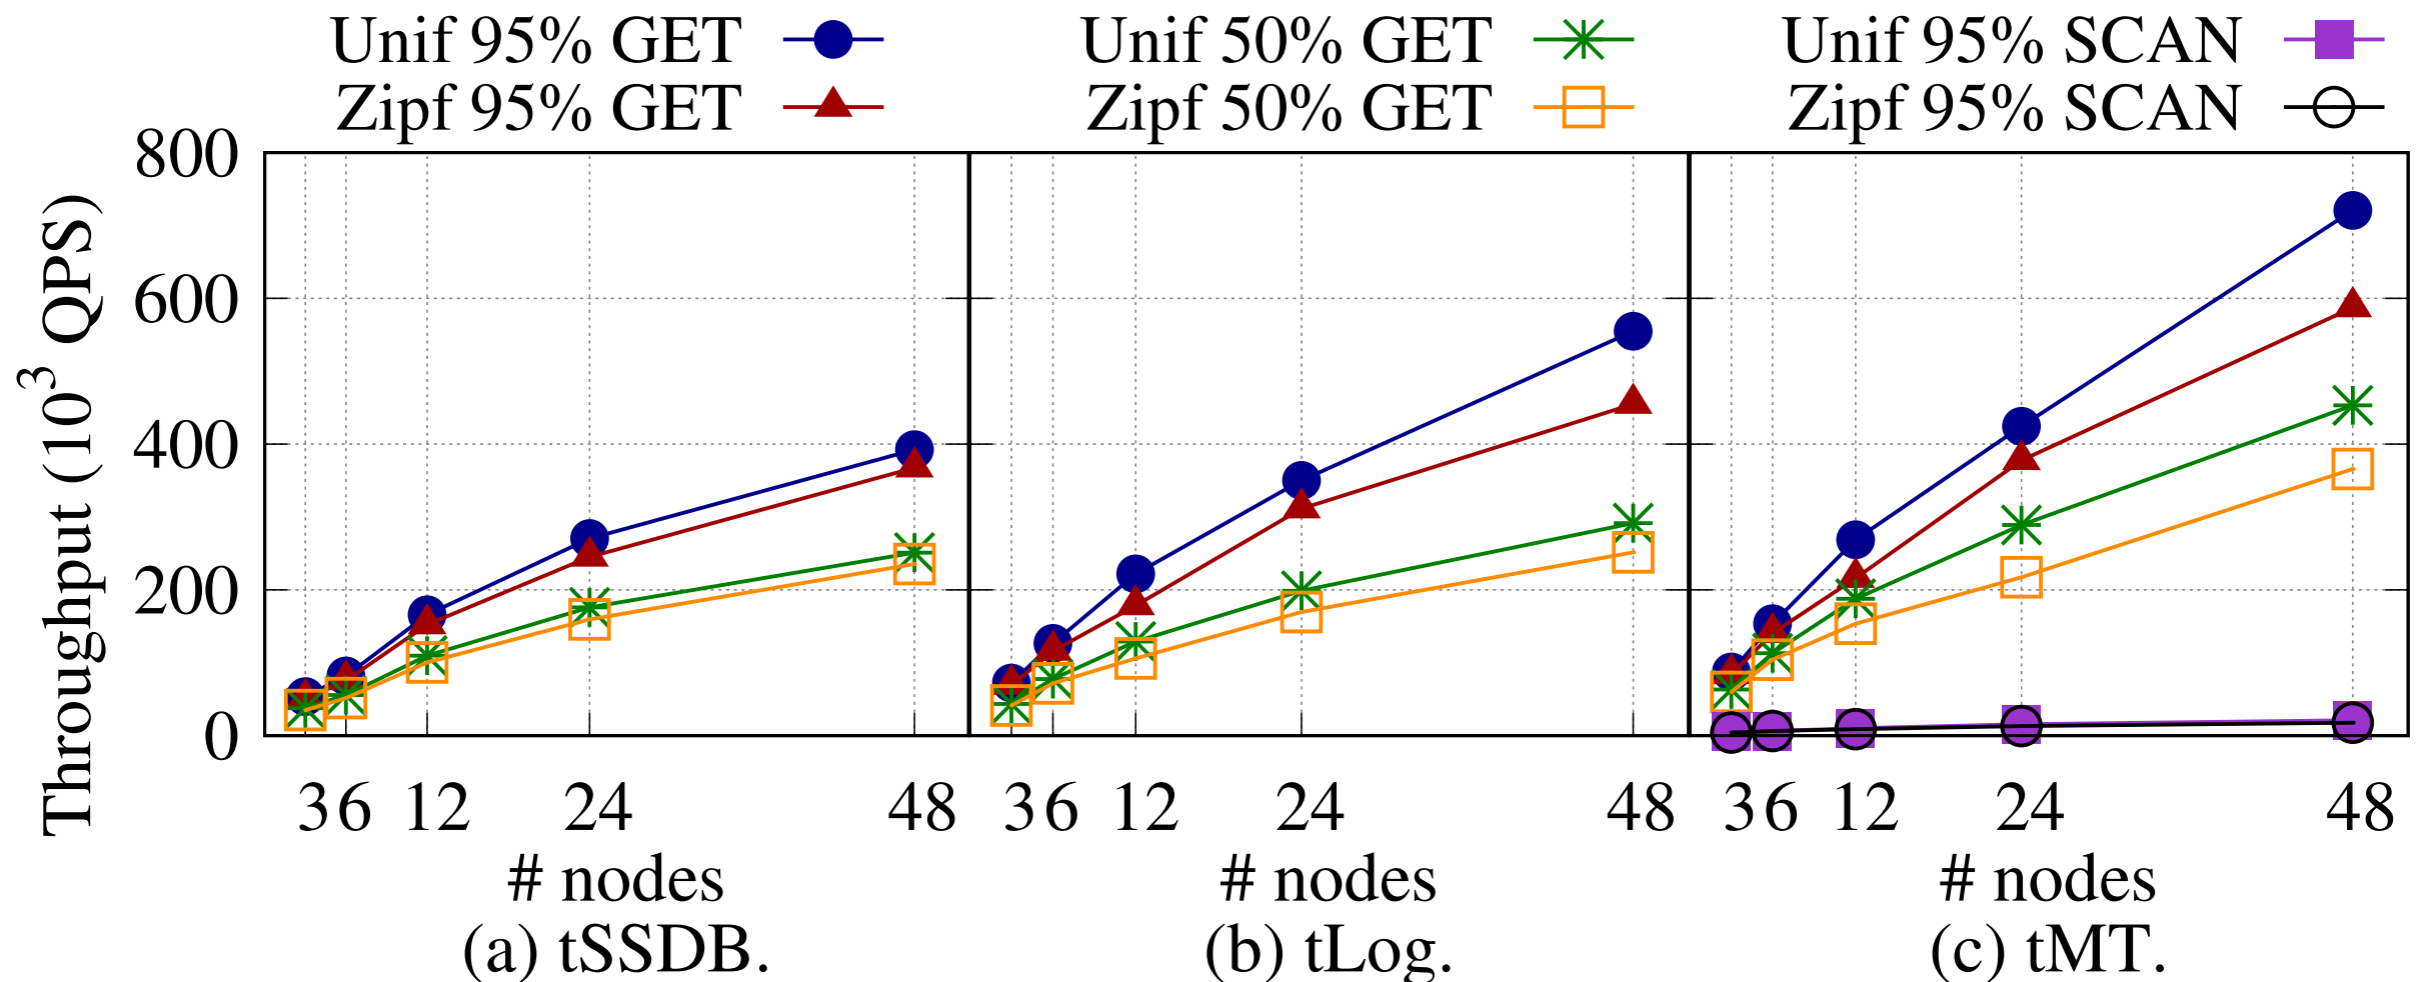 Unif 95% GET
Unif 50% GET
Unif 95% SCAN
Zipf 95% GET
Zipf 50% GET
Zipf 95% SCAN
Throughput (10³ QPS)
800
600
400
200
0
3 6 12 24 48
3 6 12 24 48
3 6 12 24 48
# nodes
# nodes
# nodes
(a) tSSDB.
(b) tLog.
(c) tMT.